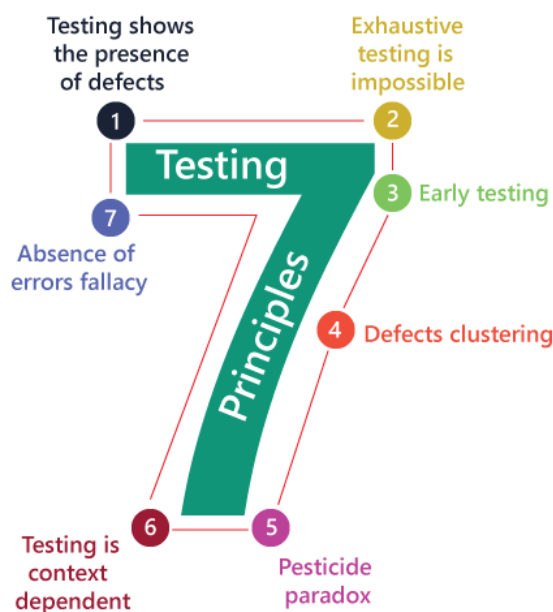 Testing shows
the presence
of defects
Exhaustive
testing is
impossible
1
2
Testing
3
Early testing
7
Absence of
errors fallacy
Principles
4
Defects clustering
6
5
Testing is
context
dependent
Pesticide
paradox